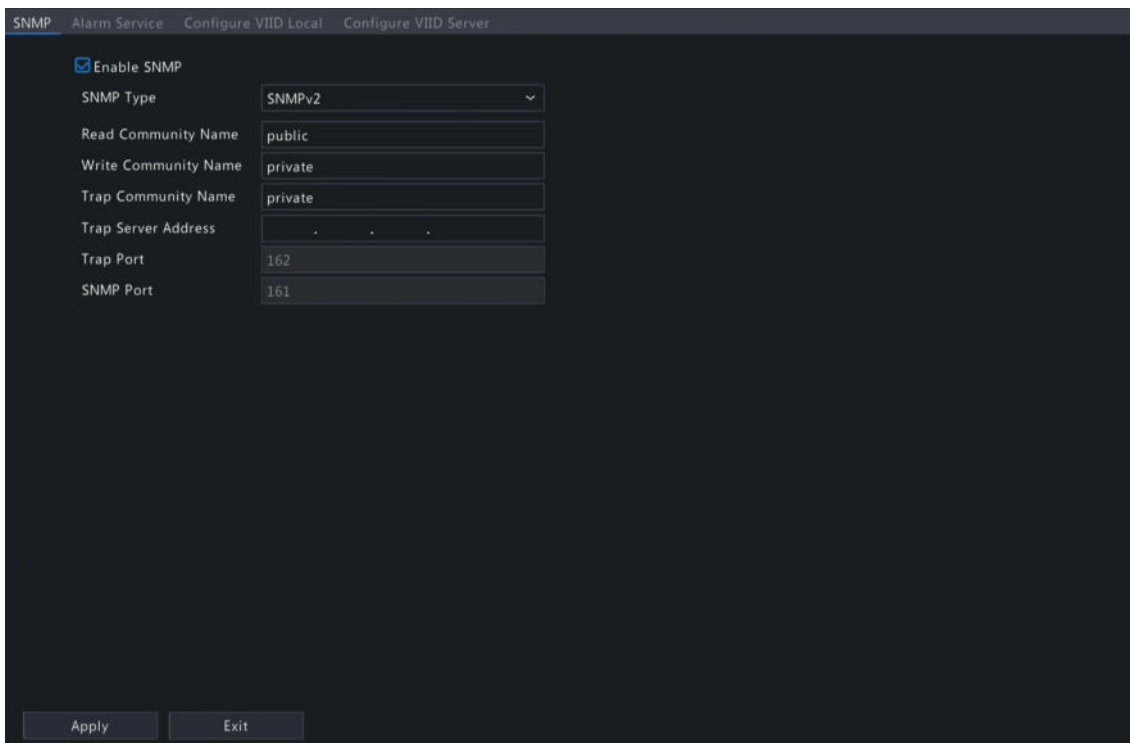 SNMP Alarm Service Configure VIID Local Configure VIID Server
Enable SNMP
SNMP Type SNMPv2
Read Community Name public
Write Community Name private
Trap Community Name private
Trap Server Address . . .
Trap Port 162
SNMP Port 161
Apply Exit